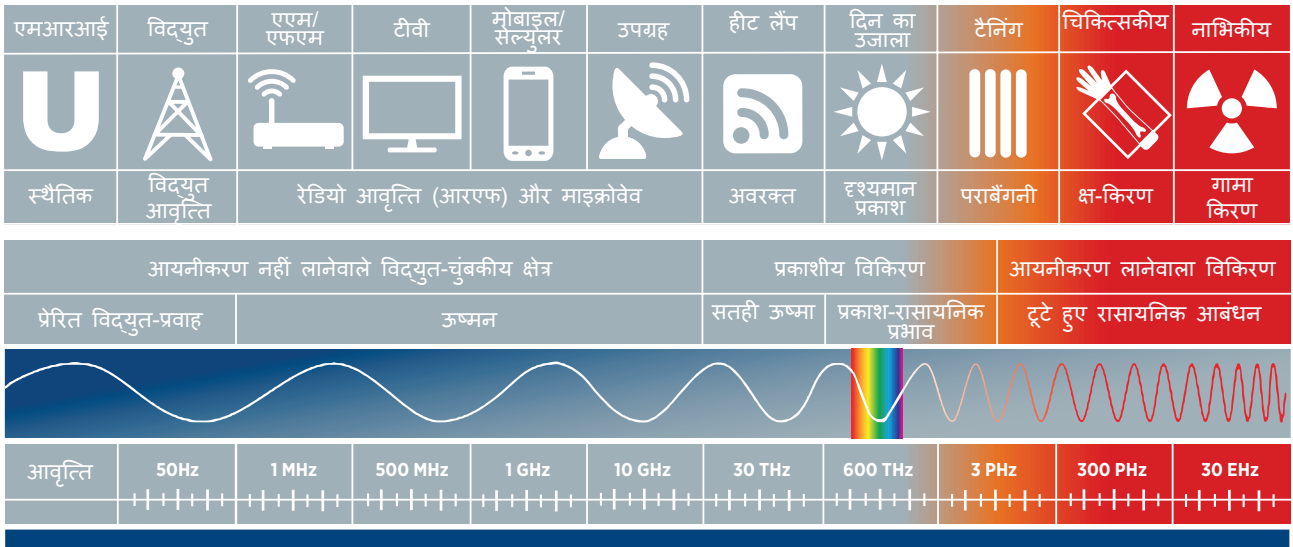 एमआरआई
विद्युत
एएम/
एफएम
टीवी
मोबाइल/
सेल्युलर
उपग्रह
हीट लैंप
दिन का
उजाला
टैनिंग
चिकित्सकीय
नाभिकीय
स्थैतिक
विद्युत
आवृत्ति
रेडियो आवृत्ति (आरएफ) और माइक्रोवेव
अवरक्त
दृश्यमान
प्रकाश
पराबैंगनी
क्ष-किरण
गामा
किरण
आयनीकरण नहीं लानेवाले विद्युत-चुंबकीय क्षेत्र
प्रकाशीय विकिरण
आयनीकरण लानेवाला विकिरण
प्रेरित विद्युत-प्रवाह
ऊष्मन
सतही ऊष्मा
प्रकाश-रासायनिक
प्रभाव
टूटे हुए रासायनिक आबंधन
आवृत्ति
50Hz
1 MHz
500 MHz
1 GHz
10 GHz
30 THz
600 THz
3 PHz
300 PHz
30 EHz